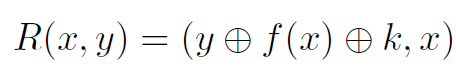 R(x, y) = (y ⊕ f(x) ⊕ k, x)